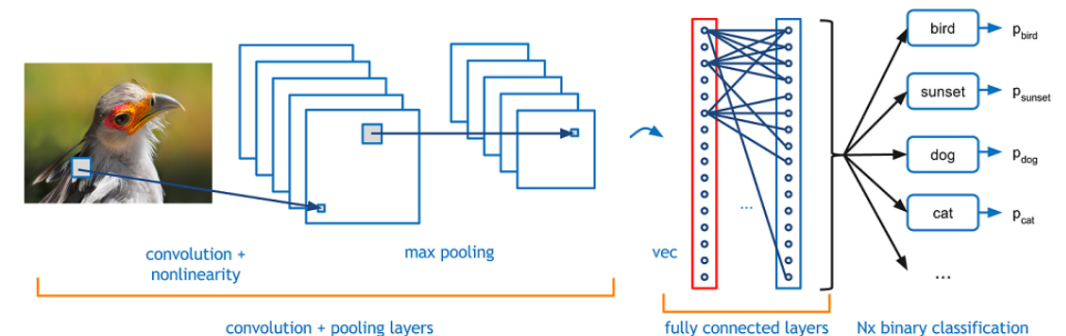 bird
p_bird
sunset
p_sunset
dog
p_dog
cat
p_cat
...
...
convolution +
nonlinearity
max pooling
vec
convolution + pooling layers
fully connected layers
Nx binary classification